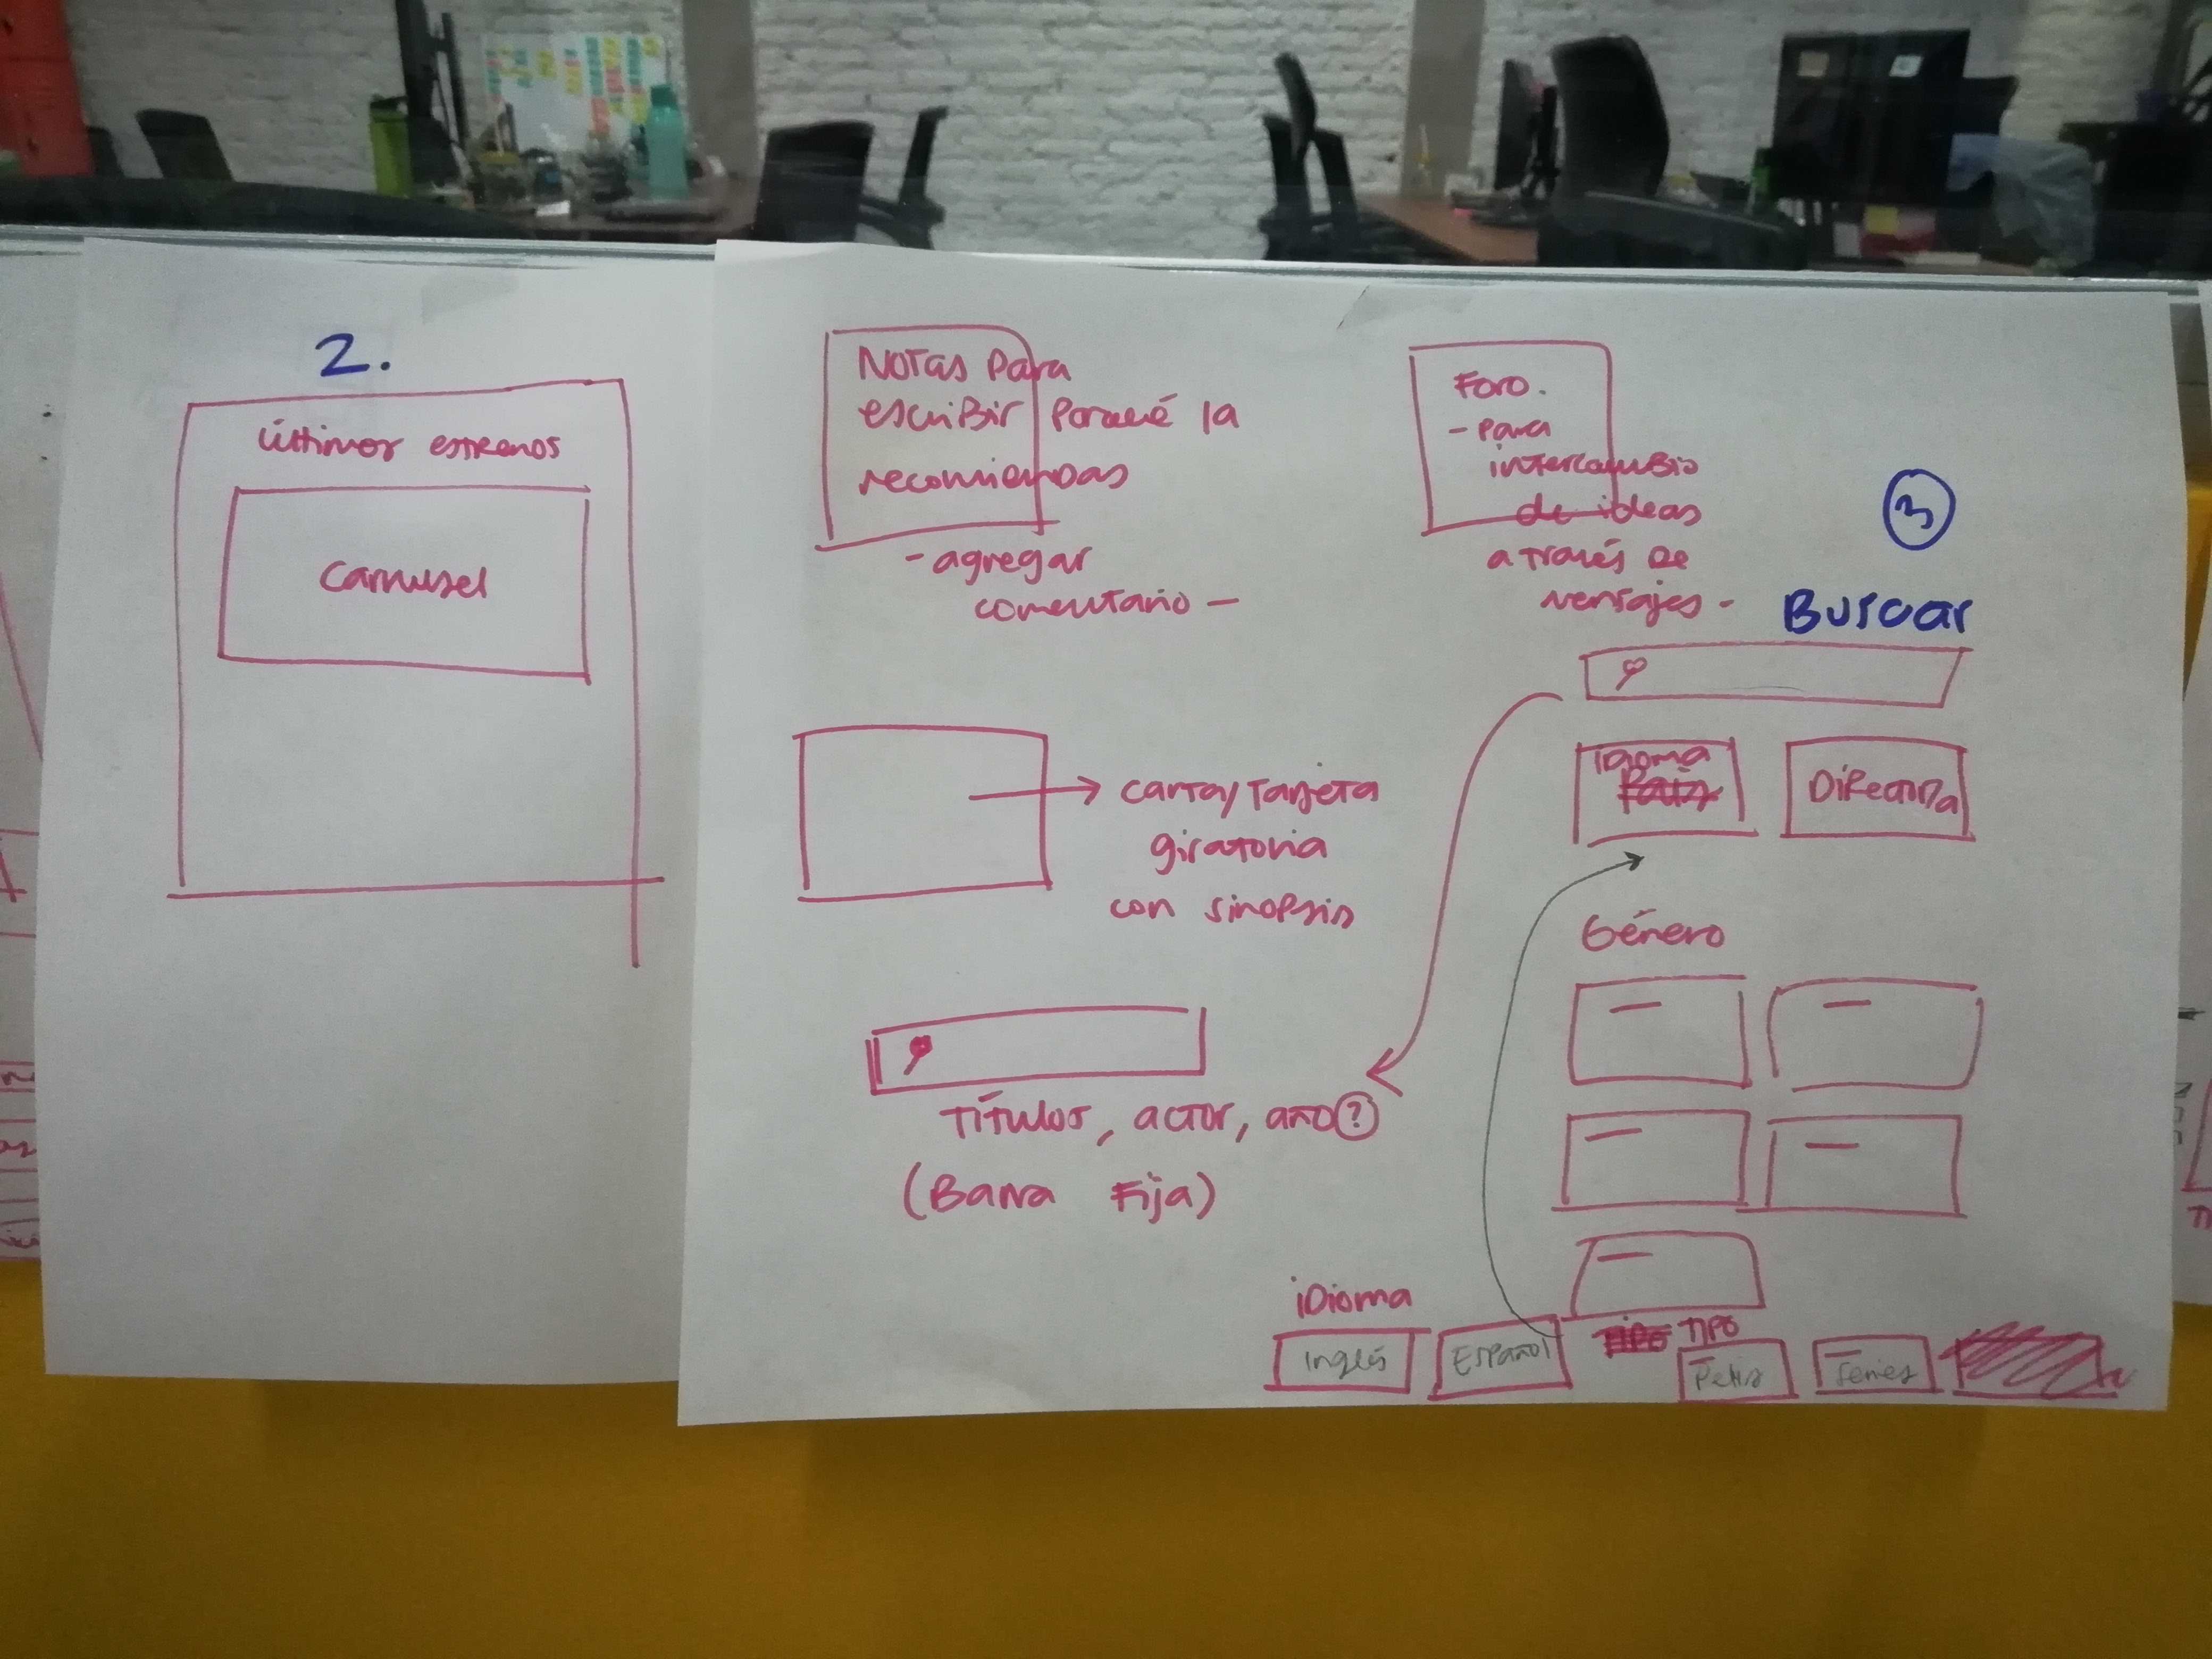 2.
Últimos estrenos
Carrusel
Notas para
escribir porqué la
recomiendas
- agregar
comentario -
Foro.
- para
intercambio
de ideas
a través de
mensajes -
3
Buscar
idioma
País
Directora
carta/tarjeta
giratoria
con sinopsis
Género
Títulos, actor, año ?
(Barra Fija)
idioma
Inglés
Español
Tipo Tipo
Pelis
Series